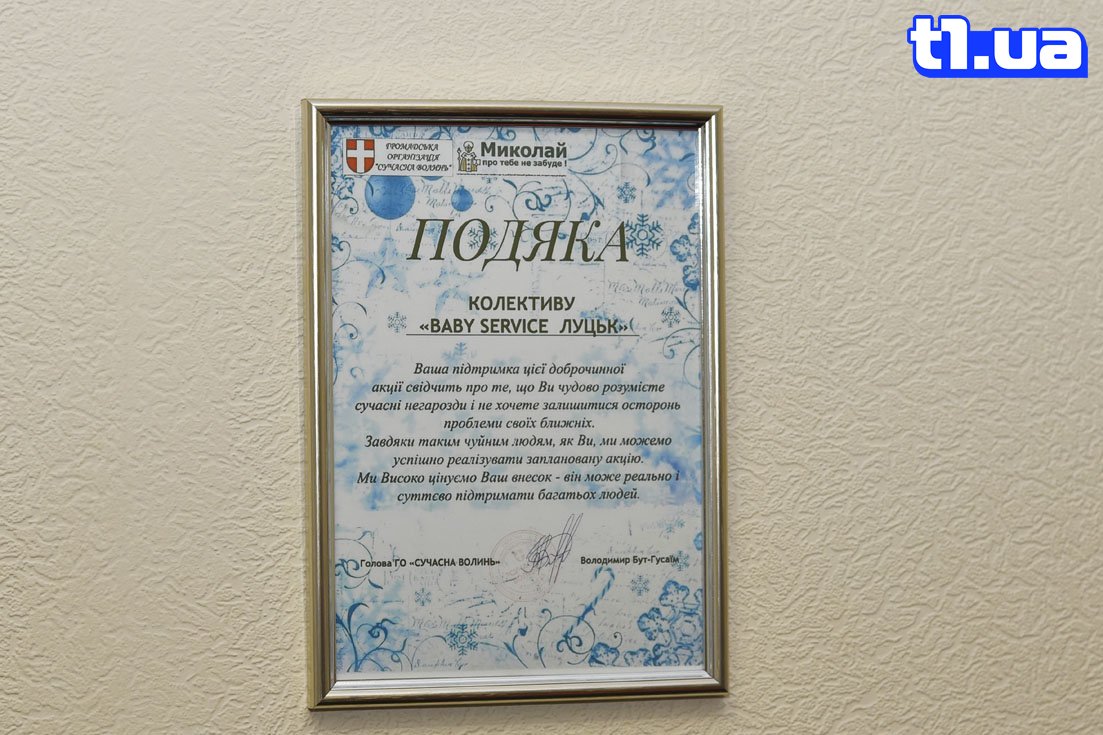 t1.ua
ГРОМАДСЬКА
ОРГАНІЗАЦІЯ
"СУЧАСНА ВОЛИНЬ"
Миколай
про тебе не забуде !
ПОДЯКА
КОЛЕКТИВУ
«BABY SERVICE ЛУЦЬК»
Ваша підтримка цієї доброчинної
акції свідчить про те, що Ви чудово розумієте
сучасні негарозди і не хочете залишитися осторонь
проблеми своїх ближніх.
Завдяки таким чуйним людям, як Ви, ми можемо
успішно реалізувати заплановану акцію.
Ми Високо цінуємо Ваш внесок - він може реально і
суттєво підтримати багатьох людей.
Голова ГО «СУЧАСНА ВОЛИНЬ»
Володимир Бут-Гусаїм